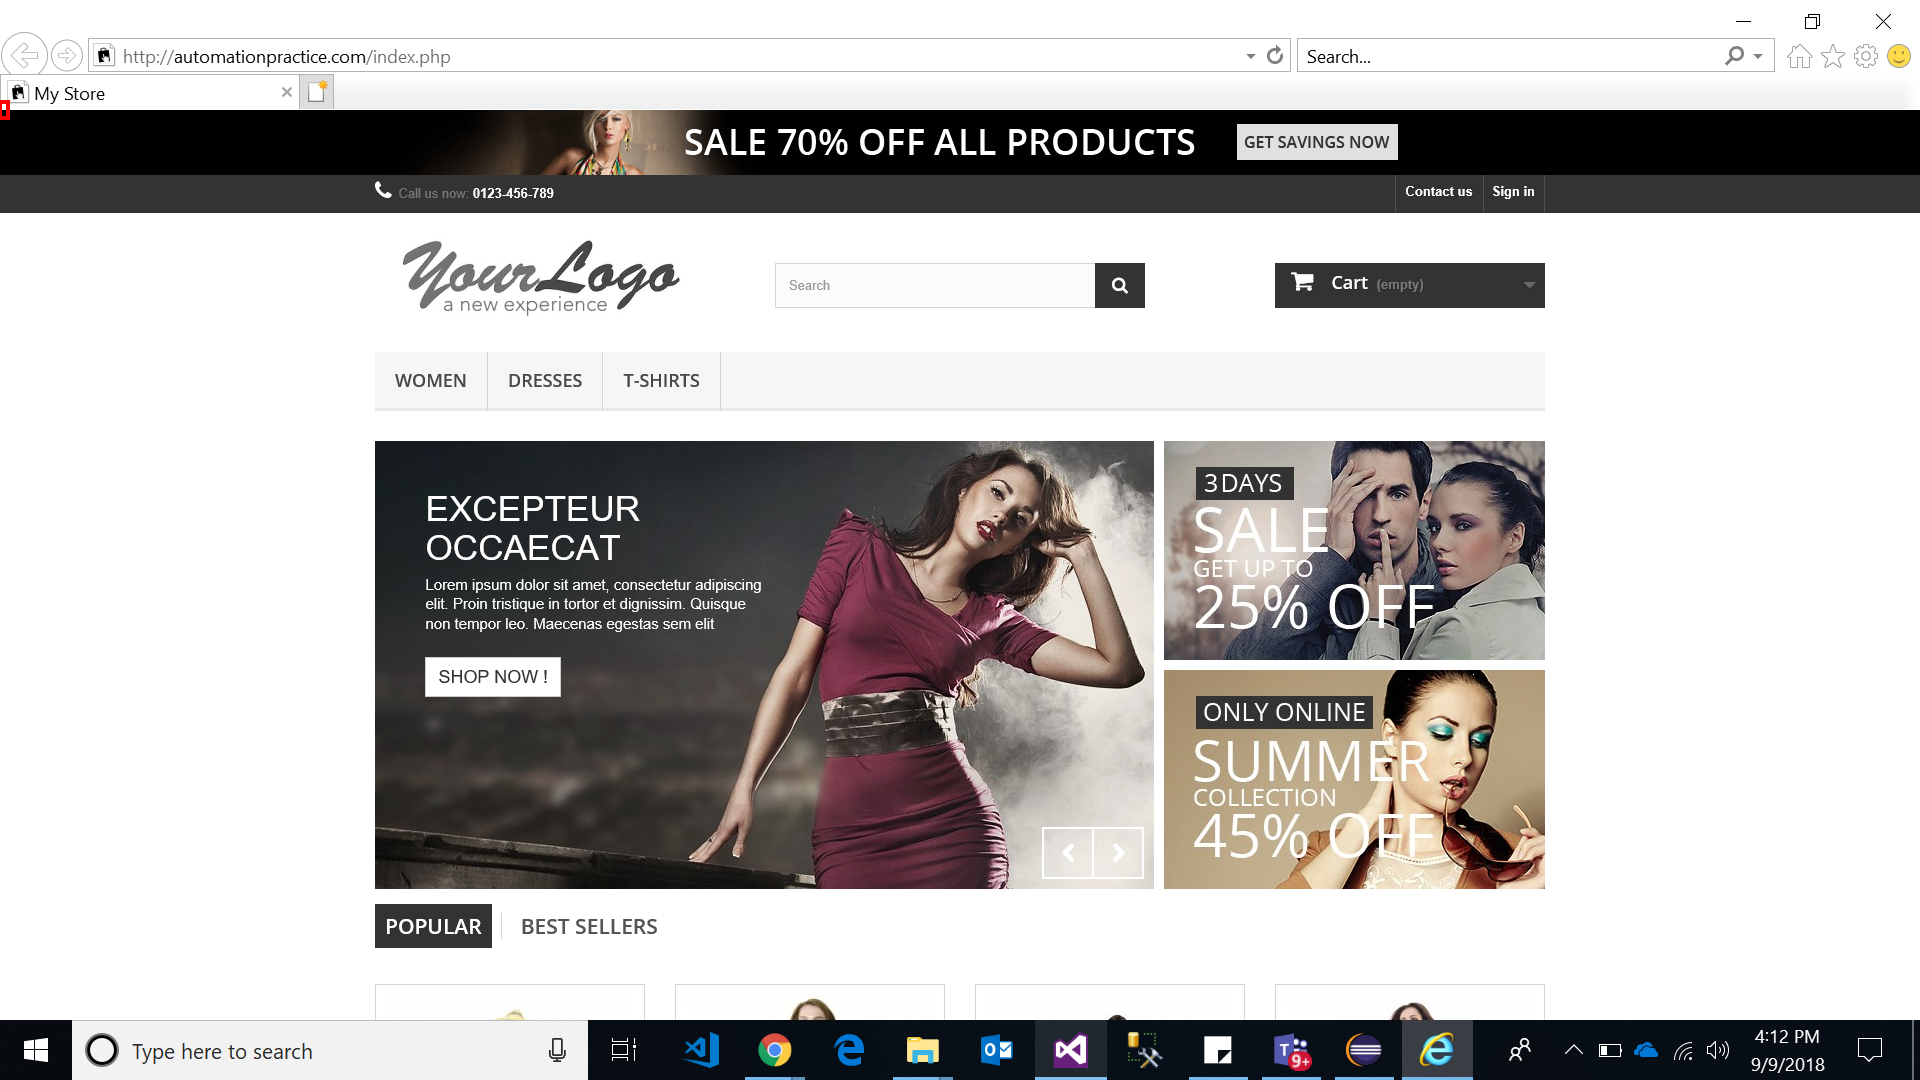 http://automationpractice.com/index.php
Search...
My Store
SALE 70% OFF ALL PRODUCTS
GET SAVINGS NOW
Call us now: 0123-456-789
Contact us
Sign in
YourLogo
a new experience
Search
Cart (empty)
WOMEN
DRESSES
T-SHIRTS
EXCEPTEUR
OCCAECAT
Lorem ipsum dolor sit amet, consectetur adipiscing
elit. Proin tristique in tortor et dignissim. Quisque
non tempor leo. Maecenas egestas sem elit
SHOP NOW !
3 DAYS
SALE
GET UP TO
25% OFF
ONLY ONLINE
SUMMER
COLLECTION
45% OFF
POPULAR
BEST SELLERS
Type here to search
9+
4:12 PM
9/9/2018